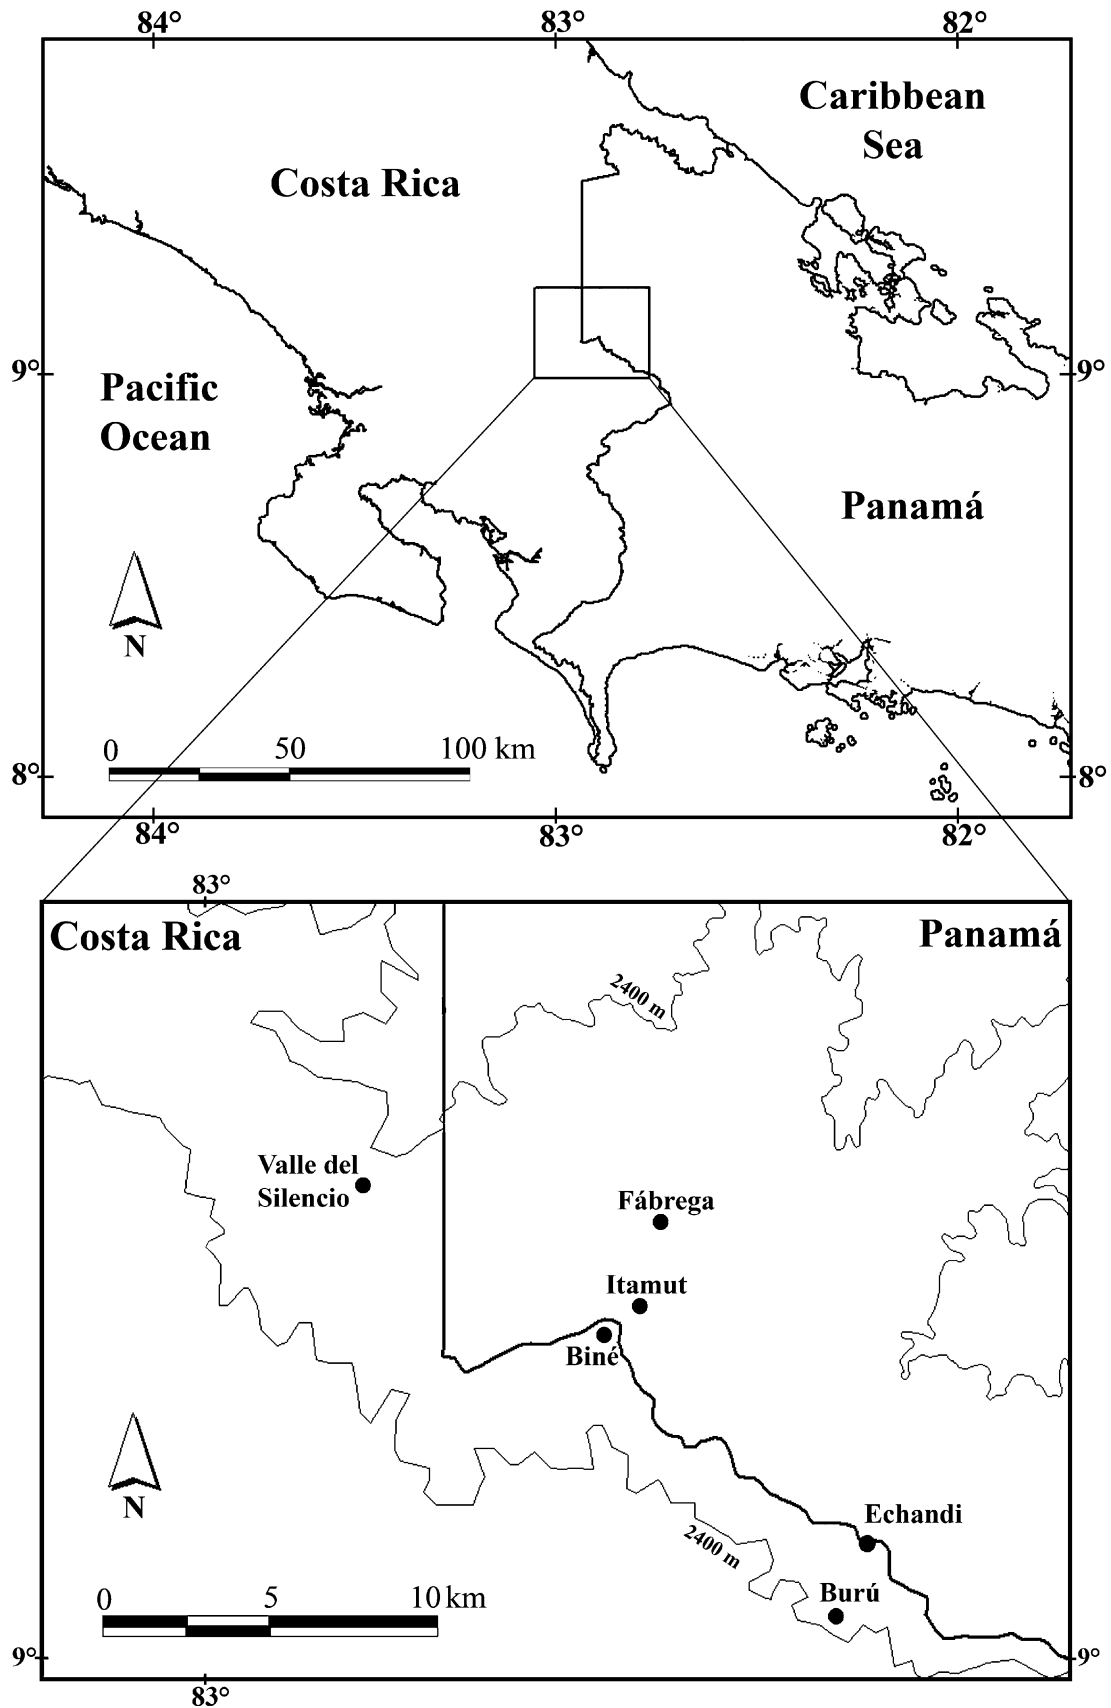 84° 83° 82°
Caribbean
Sea
Costa Rica
9° 9°
Pacific
Ocean
Panamá
N
0 50 100 km
8° 8°
84° 83° 82°
83°
Costa Rica Panamá
2400 m
Valle del
Silencio
Fábrega
Itamut
Biné
N
Echandi
2400 m
Burú
0 5 10 km
9° 9°
83°